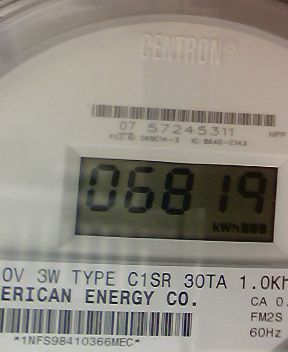 CENTRON®
07 57245311
06819
kWh
0V 3W TYPE C1SR 30TA 1.0Kh
ERICAN ENERGY CO.
CA 0.
FM2S
60Hz
*1NFS98410366MEC*